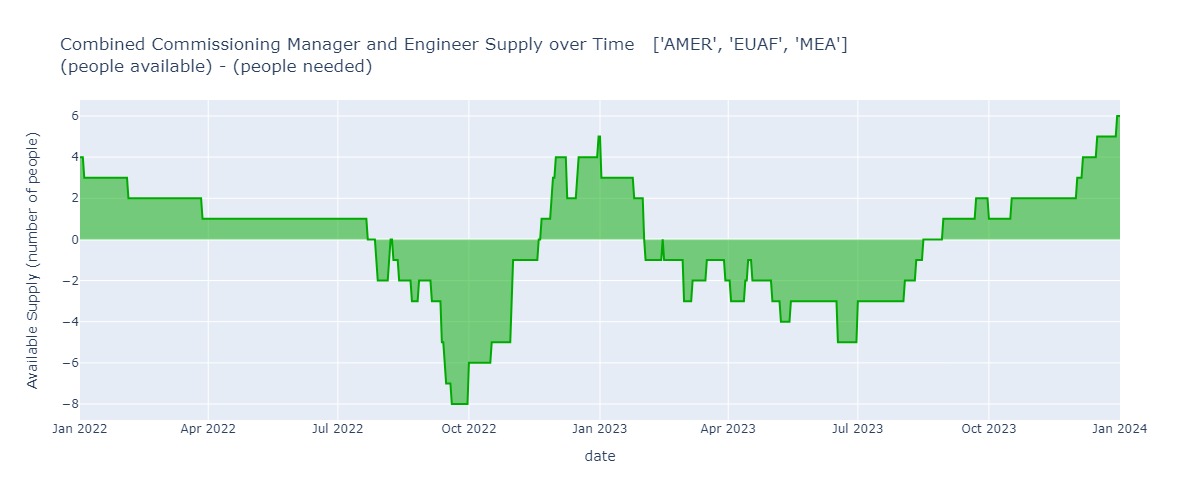 Combined Commissioning Manager and Engineer Supply over Time   ['AMER', 'EUAF', 'MEA']
(people available) - (people needed)
Available Supply (number of people)
6
4
2
0
−2
−4
−6
−8
Jan 2022 Apr 2022 Jul 2022 Oct 2022 Jan 2023 Apr 2023 Jul 2023 Oct 2023 Jan 2024
date